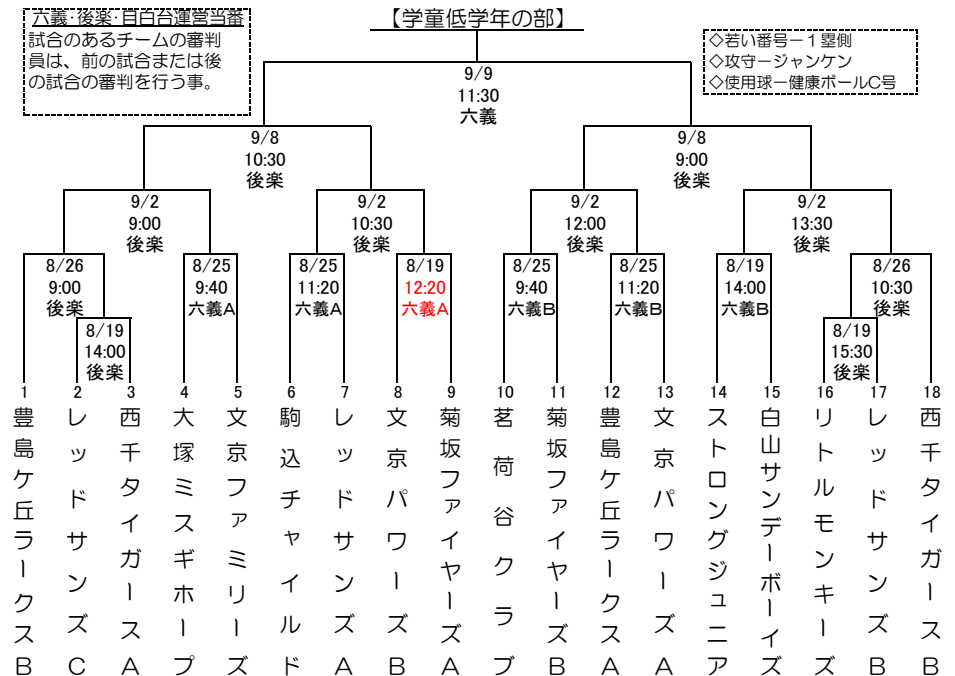 六義・後楽・目白台運営当番
試合のあるチームの審判
員は、前の試合または後
の試合の審判を行う事。
【学童低学年の部】
◇若い番号－１塁側
◇攻守－ジャンケン
◇使用球－健康ボールC号
9/9
11:30
六義
9/8
10:30
後楽
9/8
9:00
後楽
9/2
9:00
後楽
9/2
10:30
後楽
9/2
12:00
後楽
9/2
13:30
後楽
8/26
9:00
後楽
8/25
9:40
六義A
8/25
11:20
六義A
8/19
12:20
六義A
8/25
9:40
六義B
8/25
11:20
六義B
8/19
14:00
六義B
8/26
10:30
後楽
8/19
14:00
後楽
8/19
15:30
後楽
1
豊島ケ丘ラークスB
2
レッドサンズC
3
西千タイガースA
4
大塚ミスギホープ
5
文京ファミリーズ
6
駒込チャイルド
7
レッドサンズA
8
文京パワーズB
9
菊坂ファイヤーズA
10
茗荷谷クラブ
11
菊坂ファイヤーズB
12
豊島ケ丘ラークスA
13
文京パワーズA
14
ストロングジュニア
15
白山サンデーボーイズ
16
リトルモンキーズ
17
レッドサンズB
18
西千タイガースB